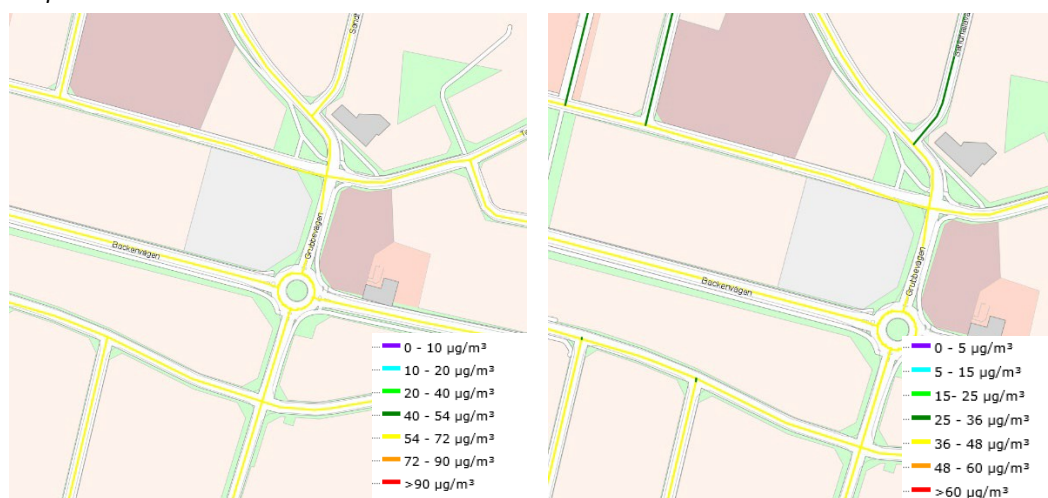 Grubbevägen
Backenvägen
0 - 10 µg/m³
10 - 20 µg/m³
20 - 40 µg/m³
40 - 54 µg/m³
54 - 72 µg/m³
72 - 90 µg/m³
>90 µg/m³
Grubbevägen
Backenvägen
0 - 5 µg/m³
5 - 15 µg/m³
15- 25 µg/m³
25 - 36 µg/m³
36 - 48 µg/m³
48 - 60 µg/m³
>60 µg/m³